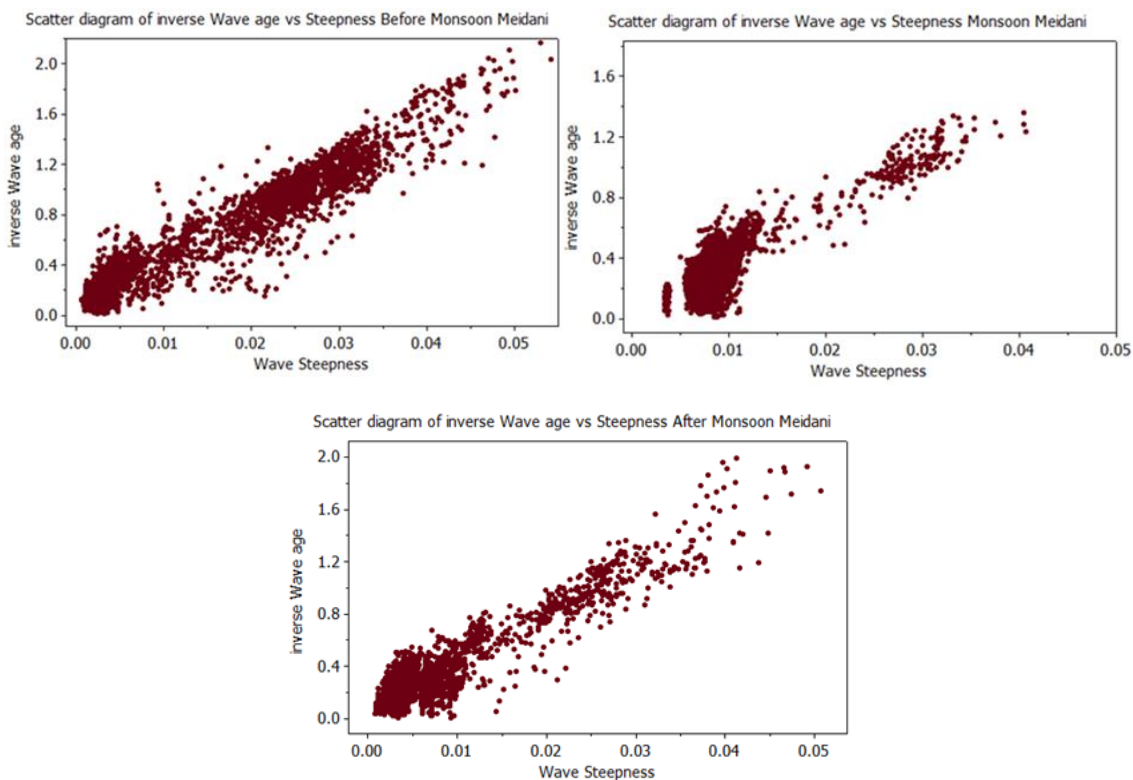 Scatter diagram of inverse Wave age vs Steepness Before Monsoon Meidani
2.0
1.6
1.2
0.8
0.4
0.0
inverse Wave age
0.00 0.01 0.02 0.03 0.04 0.05
Wave Steepness
Scatter diagram of inverse Wave age vs Steepness Monsoon Meidani
1.6
1.2
0.8
0.4
0.0
inverse Wave age
0.00 0.01 0.02 0.03 0.04 0.05
Wave Steepness
Scatter diagram of inverse Wave age vs Steepness After Monsoon Meidani
2.0
1.6
1.2
0.8
0.4
0.0
inverse Wave age
0.00 0.01 0.02 0.03 0.04 0.05
Wave Steepness